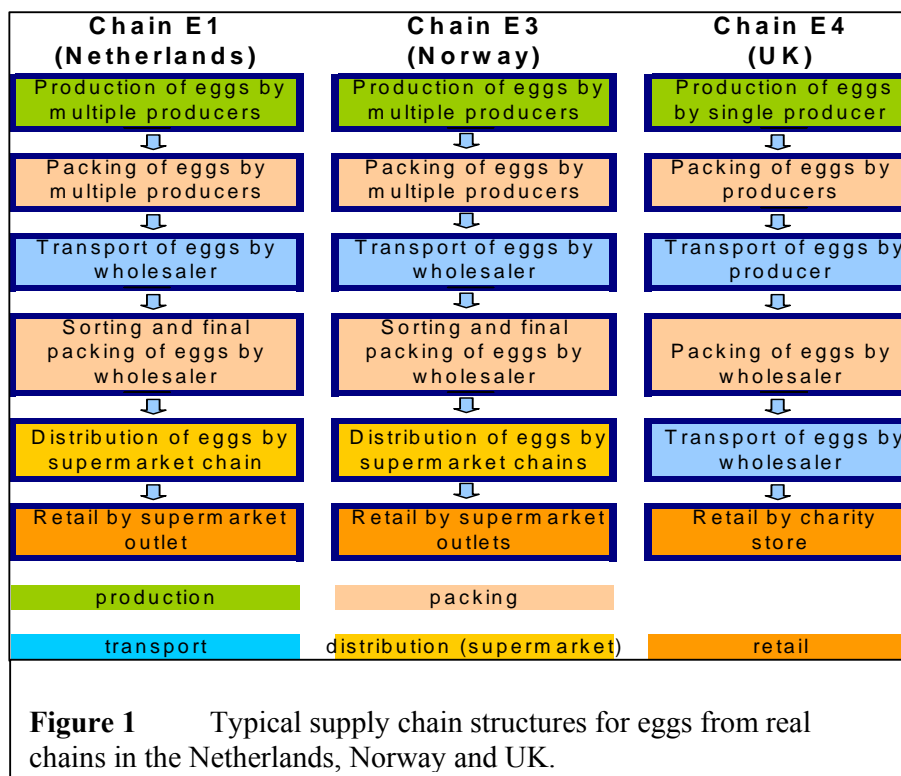 Chain E1
(Netherlands)
Chain E3
(Norway)
Chain E4
(UK)
Production of eggs by
multiple producers
Production of eggs by
multiple producers
Production of eggs
by single producer
Packing of eggs by
multiple producers
Packing of eggs by
multiple producers
Packing of eggs by
producers
Transport of eggs by
wholesaler
Transport of eggs by
wholesaler
Transport of eggs by
producer
Sorting and final
packing of eggs by
wholesaler
Sorting and final
packing of eggs by
wholesaler
Packing of eggs by
wholesaler
Distribution of eggs by
supermarket chain
Distribution of eggs by
supermarket chains
Transport of eggs by
wholesaler
Retail by supermarket
outlet
Retail by supermarket
outlets
Retail by charity
store
production
packing
transport
distribution (supermarket)
retail
Figure 1 Typical supply chain structures for eggs from real
chains in the Netherlands, Norway and UK.